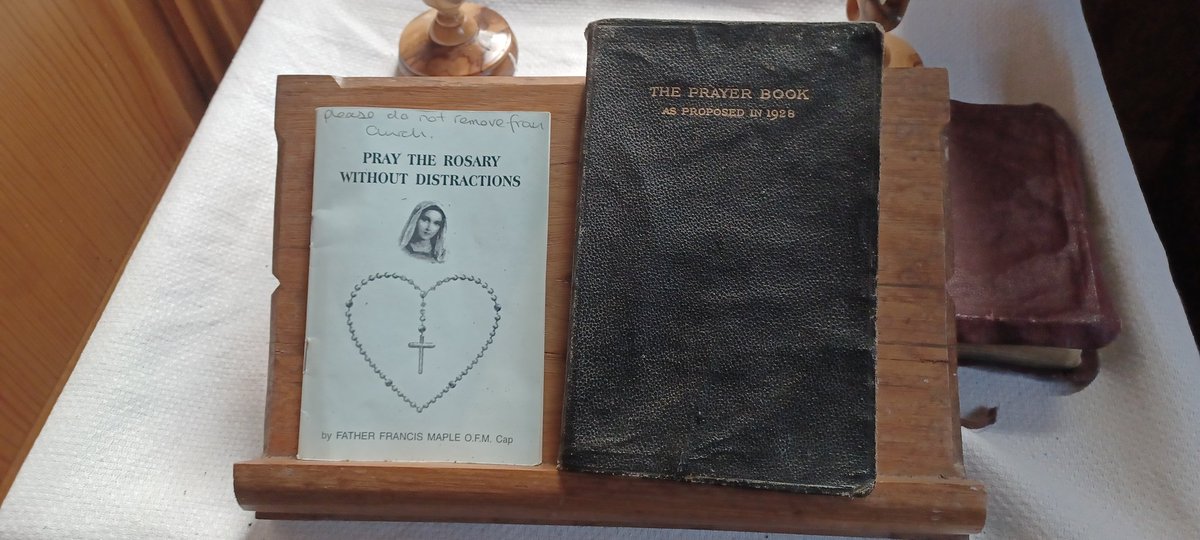 please do not remove from
Church.
PRAY THE ROSARY
WITHOUT DISTRACTIONS
by FATHER FRANCIS MAPLE O.F.M. Cap
THE PRAYER BOOK
AS PROPOSED IN 1928